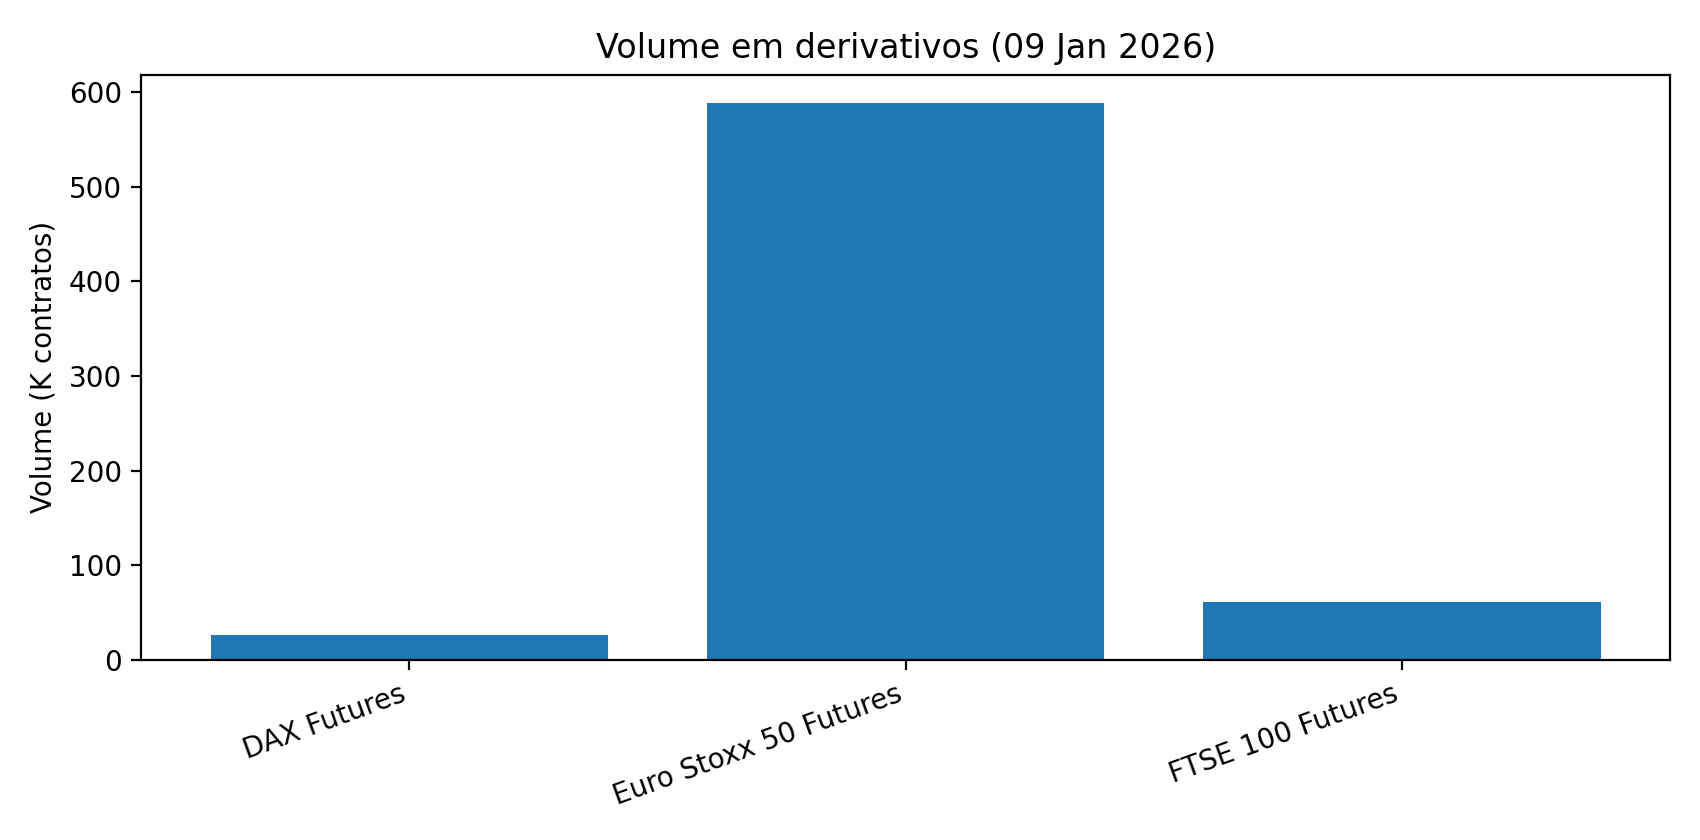 Volume em derivativos (09 Jan 2026)
Volume (K contratos)
600
500
400
300
200
100
0
DAX Futures
Euro Stoxx 50 Futures
FTSE 100 Futures